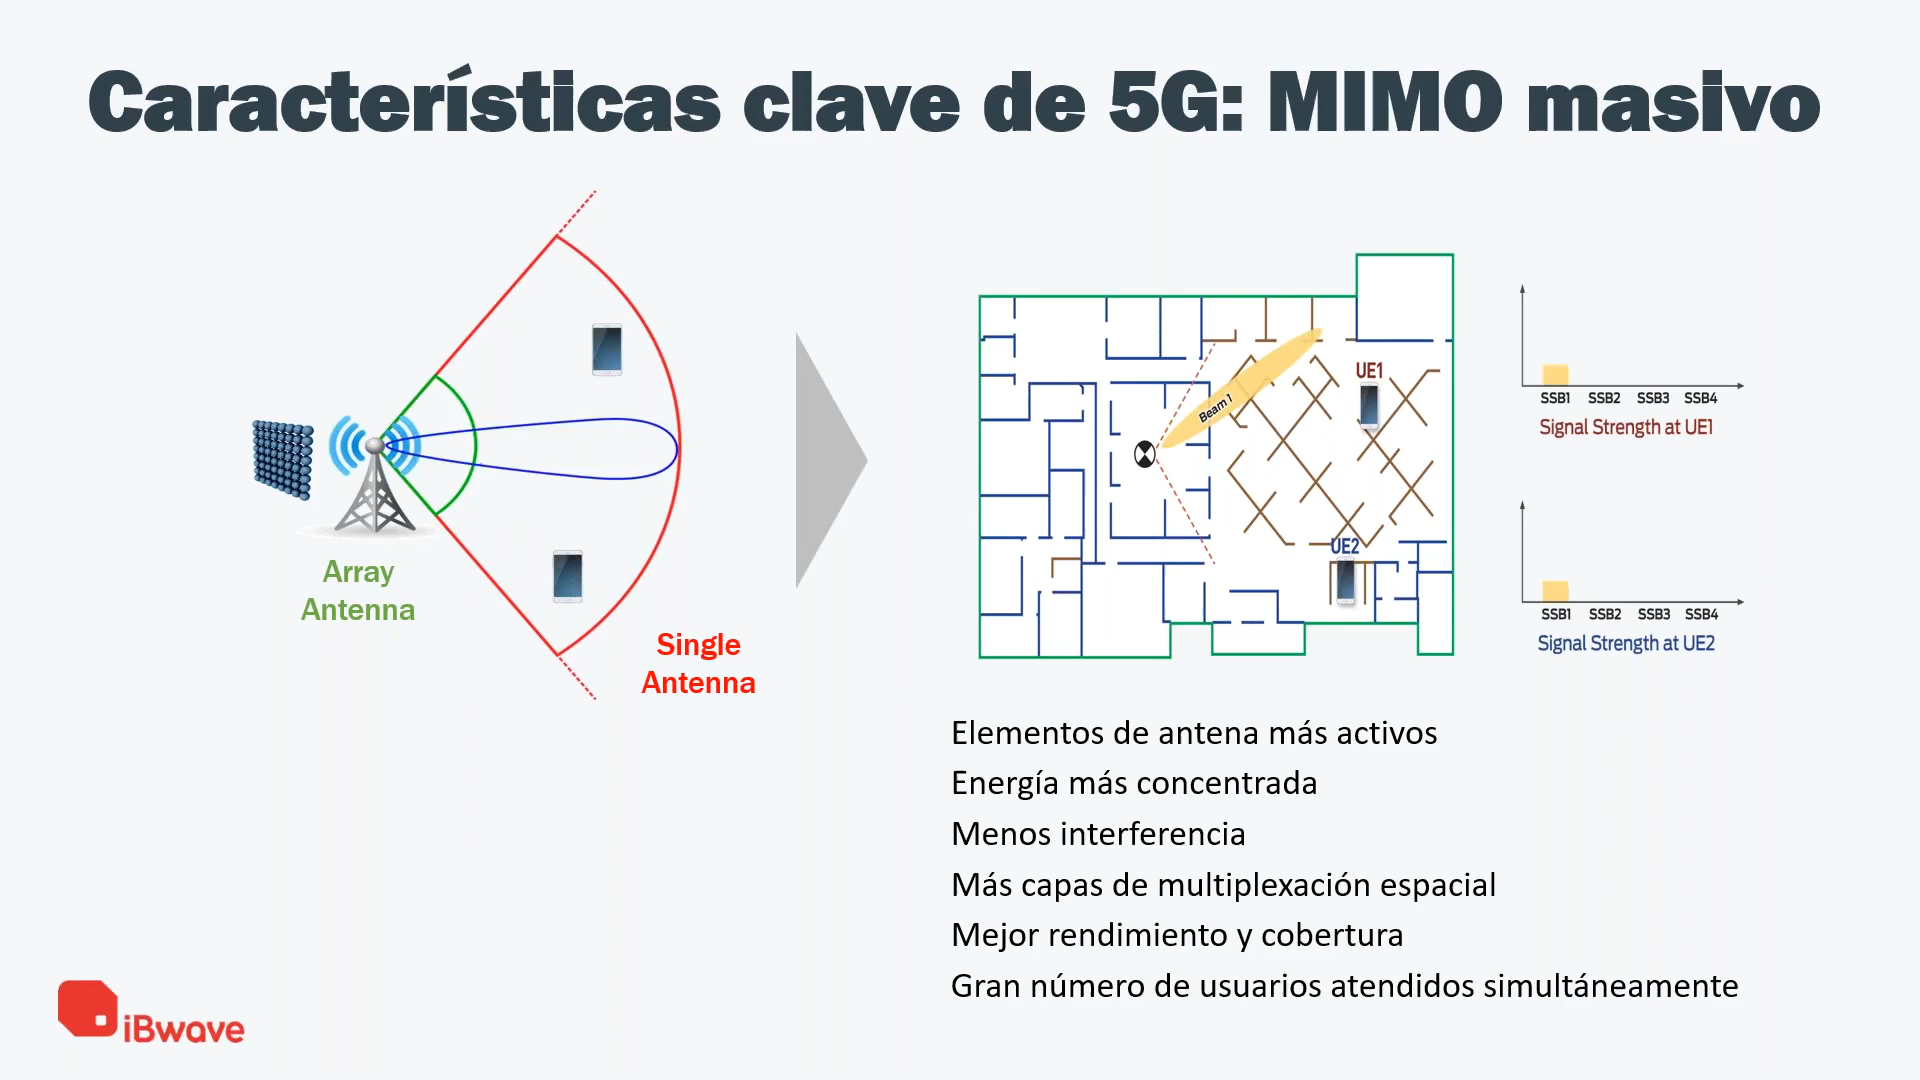 Características clave de 5G: MIMO masivo
Array
Antenna
Single
Antenna
Beam 1
UE1
UE2
SSB1 SSB2 SSB3 SSB4
Signal Strength at UE1
SSB1 SSB2 SSB3 SSB4
Signal Strength at UE2
Elementos de antena más activos
Energía más concentrada
Menos interferencia
Más capas de multiplexación espacial
Mejor rendimiento y cobertura
Gran número de usuarios atendidos simultáneamente
iBwave